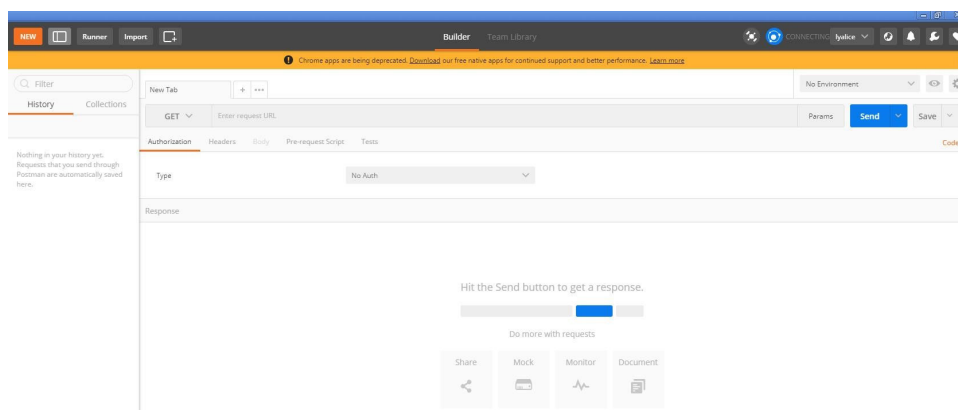 NEW Runner Import Builder Team Library CONNECTING lyalice
Chrome apps are being deprecated. Download our free native apps for continued support and better performance. Learn more
Filter
History Collections
Nothing in your history yet.
Requests that you send through
Postman are automatically saved
here.
New Tab + ••• No Environment
GET Enter request URL Params Send Save
Authorization Headers Body Pre-request Script Tests Code
Type No Auth
Response
Hit the Send button to get a response.
Do more with requests
Share Mock Monitor Document